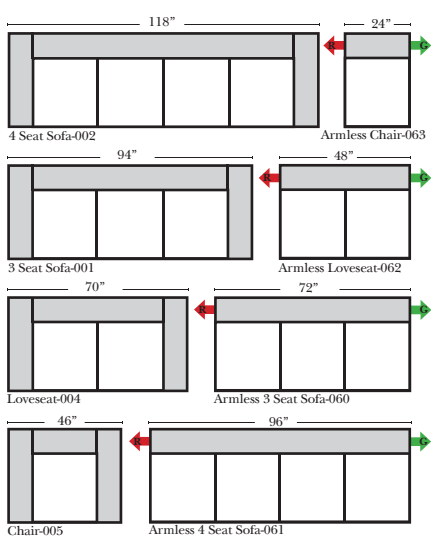 118” 24”
R G
4 Seat Sofa-002 Armless Chair-063
94” 48”
R G
3 Seat Sofa-001 Armless Loveseat-062
70” 72”
R G
Loveseat-004 Armless 3 Seat Sofa-060
46” 96”
R G
Chair-005 Armless 4 Seat Sofa-061